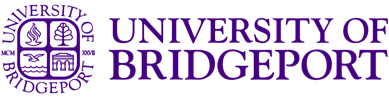 UNIVERSITY OF BRIDGEPORT
MCM XXVII
UNIVERSITY OF
BRIDGEPORT